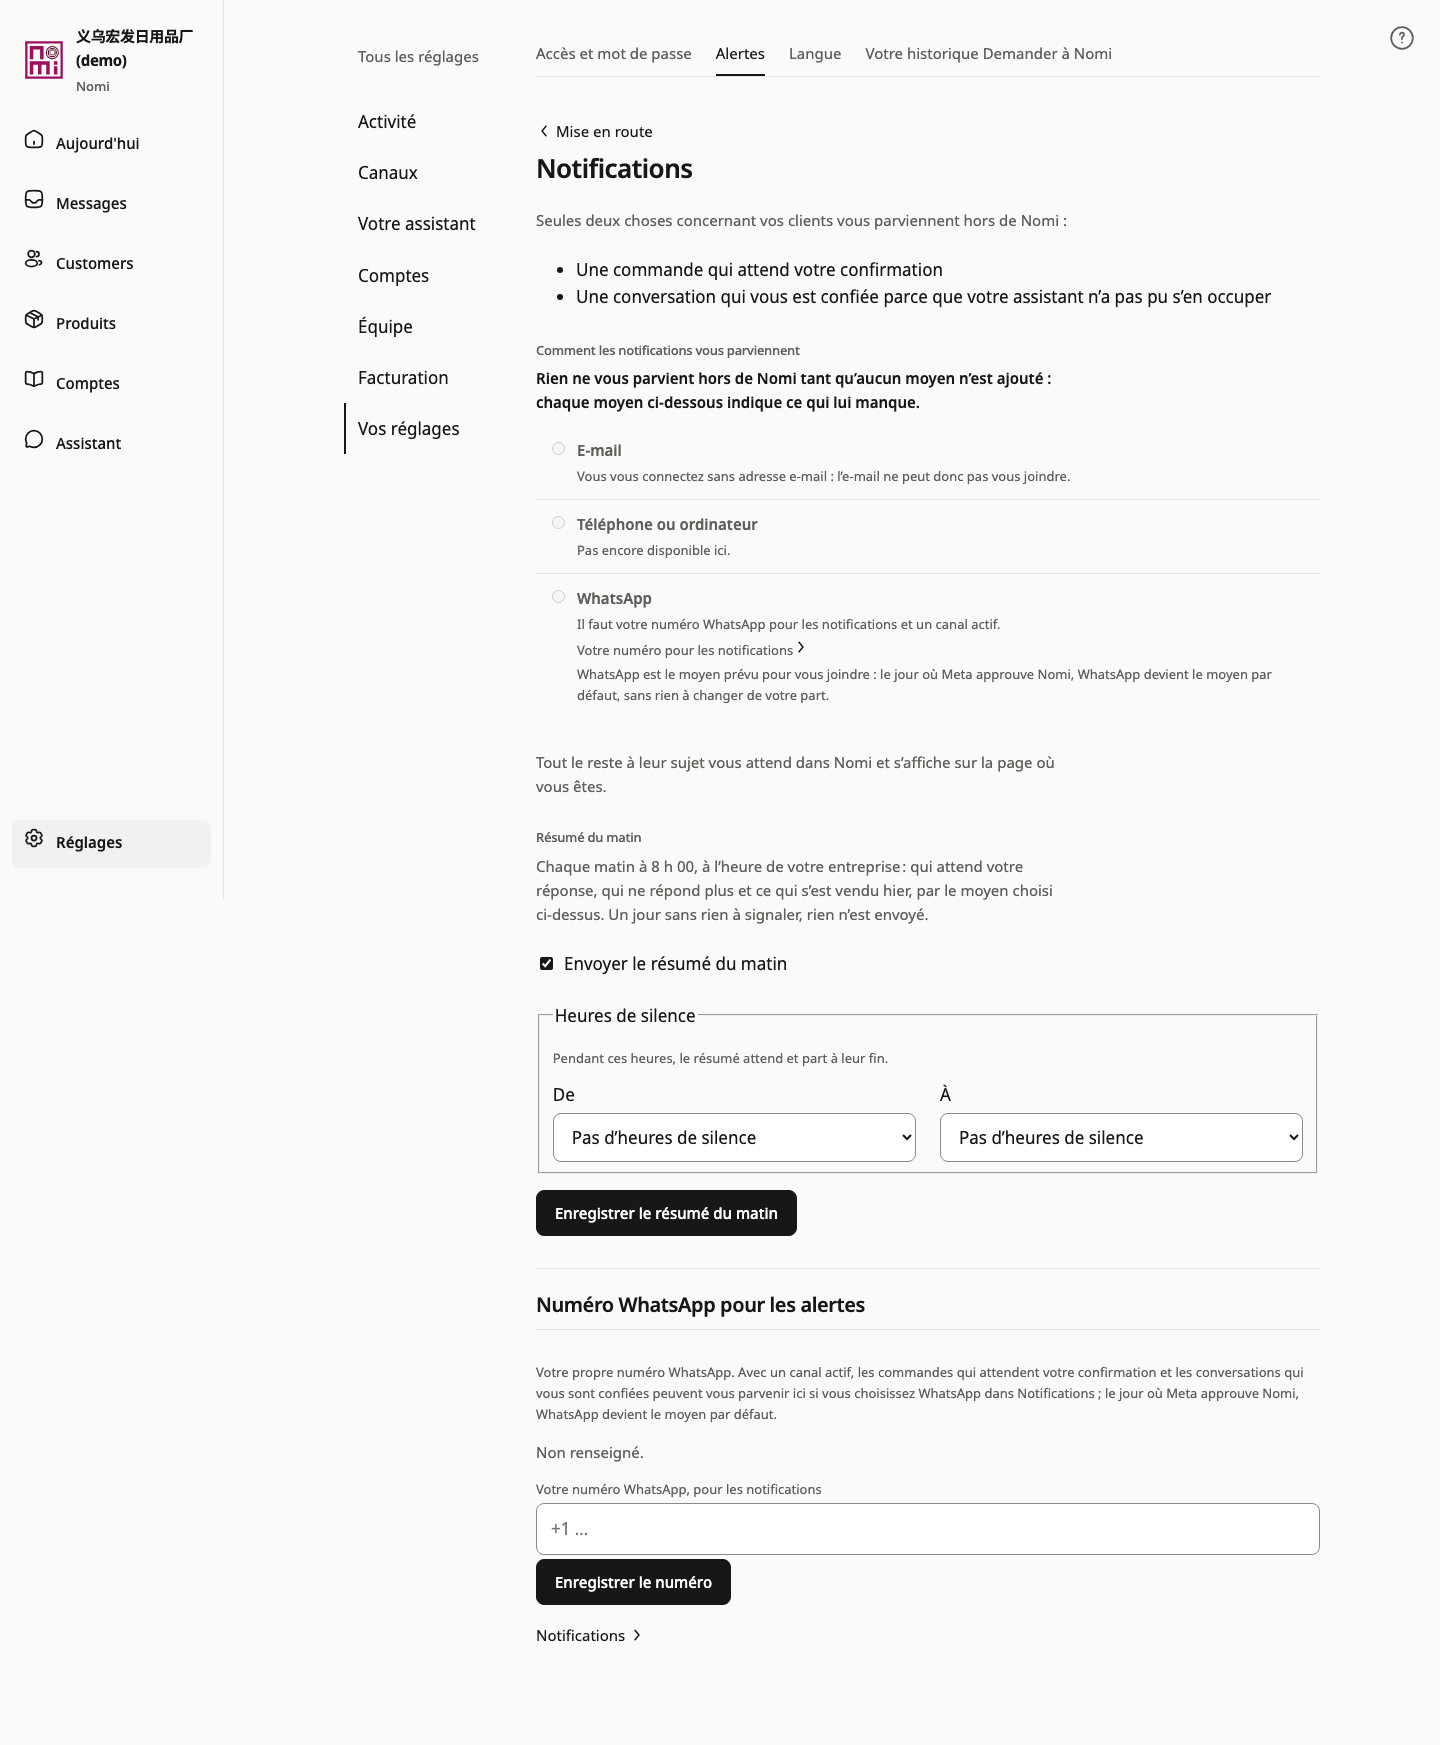 义乌宏发日用品厂
(demo)
Nomi
Aujourd'hui
Messages
Customers
Produits
Comptes
Assistant
Réglages
Tous les réglages
Activité
Canaux
Votre assistant
Comptes
Équipe
Facturation
Vos réglages
Accès et mot de passe
Alertes
Langue
Votre historique Demander à Nomi
Mise en route
Notifications
Seules deux choses concernant vos clients vous parviennent hors de Nomi :
Une commande qui attend votre confirmation
Une conversation qui vous est confiée parce que votre assistant n’a pas pu s’en occuper
Comment les notifications vous parviennent
Rien ne vous parvient hors de Nomi tant qu’aucun moyen n’est ajouté :
chaque moyen ci-dessous indique ce qui lui manque.
E-mail
Vous vous connectez sans adresse e-mail : l’e-mail ne peut donc pas vous joindre.
Téléphone ou ordinateur
Pas encore disponible ici.
WhatsApp
Il faut votre numéro WhatsApp pour les notifications et un canal actif.
Votre numéro pour les notifications
WhatsApp est le moyen prévu pour vous joindre : le jour où Meta approuve Nomi, WhatsApp devient le moyen par
défaut, sans rien à changer de votre part.
Tout le reste à leur sujet vous attend dans Nomi et s’affiche sur la page où
vous êtes.
Résumé du matin
Chaque matin à 8 h 00, à l’heure de votre entreprise : qui attend votre
réponse, qui ne répond plus et ce qui s’est vendu hier, par le moyen choisi
ci-dessus. Un jour sans rien à signaler, rien n’est envoyé.
Envoyer le résumé du matin
Heures de silence
Pendant ces heures, le résumé attend et part à leur fin.
De
À
Pas d’heures de silence
Pas d’heures de silence
Enregistrer le résumé du matin
Numéro WhatsApp pour les alertes
Votre propre numéro WhatsApp. Avec un canal actif, les commandes qui attendent votre confirmation et les conversations qui
vous sont confiées peuvent vous parvenir ici si vous choisissez WhatsApp dans Notifications ; le jour où Meta approuve Nomi,
WhatsApp devient le moyen par défaut.
Non renseigné.
Votre numéro WhatsApp, pour les notifications
+1 …
Enregistrer le numéro
Notifications